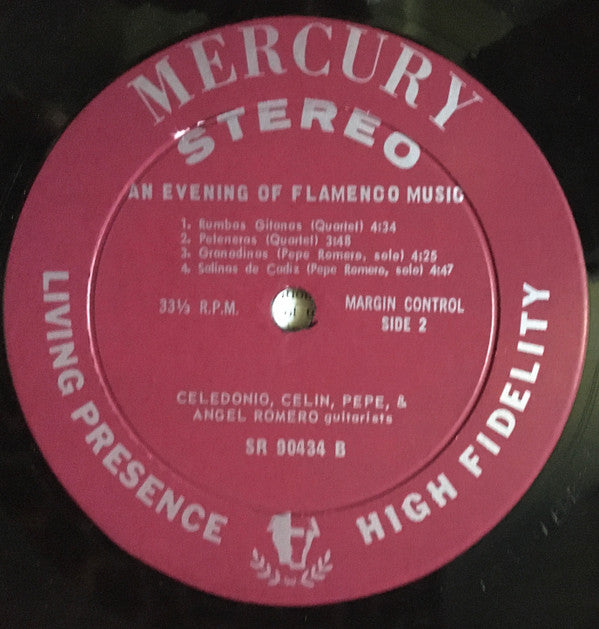 MERCURY
STEREO
AN EVENING OF FLAMENCO MUSIC
1. Rumbas Gitanas (Quartet) 4:34
2. Peteneras (Quartet) 3:48
3. Granadinas (Pepe Romero, solo) 4:25
4. Salinas de Cadiz (Pepe Romero, solo) 4:47
33⅓ R.P.M.
MARGIN CONTROL
SIDE 2
CELEDONIO, CELIN, PEPE, &
ANGEL ROMERO guitarists
SR 90434 B
LIVING PRESENCE
HIGH FIDELITY